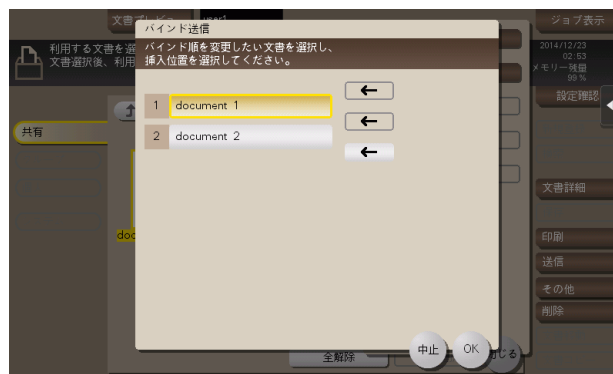 文書プレビュー
user1
ジョブ表示
バインド送信
利用する文書を選
文書選択後、利用
バインド順を変更したい文書を選択し、
挿入位置を選択してください。
2014/12/23
02:53
メモリー残量
99 %
設定確認
1 document 1
2 document 2
共有
文書詳細
doc
印刷
送信
その他
削除
全解除
中止
OK
じる